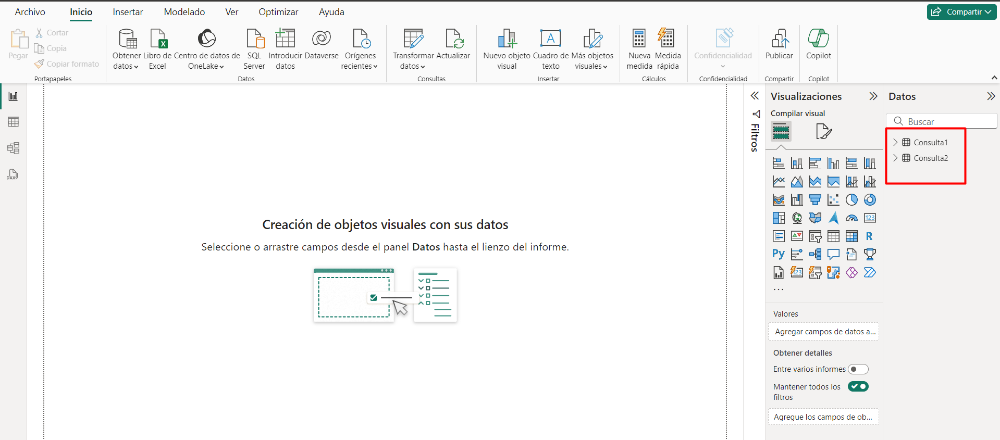 Archivo Inicio Insertar Modelado Ver Optimizar Ayuda Compartir
Pegar
Cortar
Copia
Copiar formato
Portapapeles
Obtener datos
Libro de Excel
Centro de datos de OneLake
SQL Server
Introducir datos
Dataverse
Orígenes recientes
Datos
Transformar datos
Actualizar
Consultas
Nuevo objeto visual
Cuadro de texto
Más objetos visuales
Insertar
Nueva medida
Medida rápida
Cálculos
Confidencialidad
Confidencialidad
Publicar
Compartir
Copilot
Copilot
DAX
Creación de objetos visuales con sus datos
Seleccione o arrastre campos desde el panel Datos hasta el lienzo del informe.
Filtros
Visualizaciones
Compilar visual
123
R
Py
123
...
Valores
Agregar campos de datos a...
Obtener detalles
Entre varios informes
Mantener todos los
filtros
Agregue los campos de ob...
Datos
Buscar
Consulta1
Consulta2